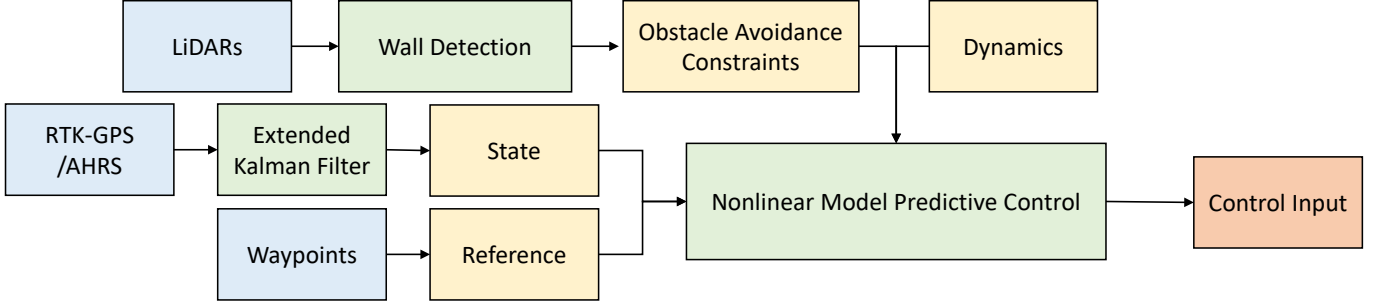 LiDARs
Wall Detection
Obstacle Avoidance
Constraints
Dynamics
RTK-GPS
/AHRS
Extended
Kalman Filter
State
Nonlinear Model Predictive Control
Control Input
Waypoints
Reference